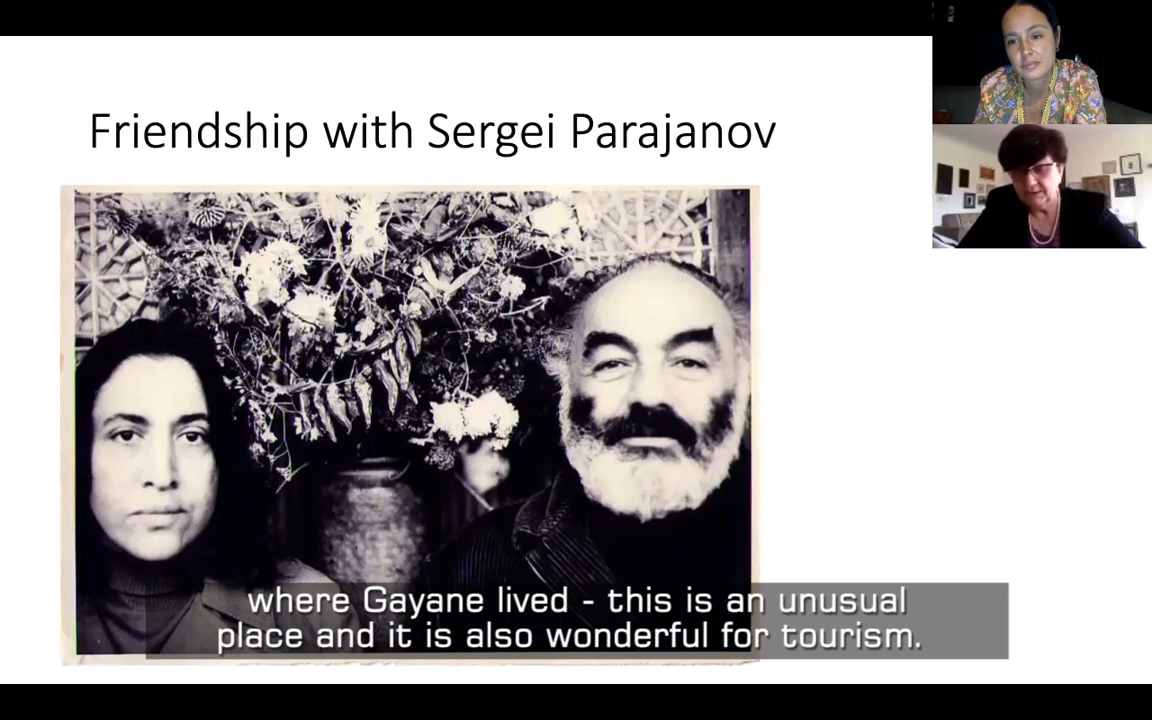 Friendship with Sergei Parajanov
where Gayane lived - this is an unusual
place and it is also wonderful for tourism.